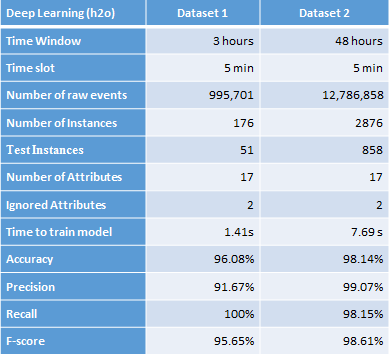 Deep Learning (h2o) Dataset 1 Dataset 2
Time Window 3 hours 48 hours
Time slot 5 min 5 min
Number of raw events 995,701 12,786,858
Number of Instances 176 2876
Test Instances 51 858
Number of Attributes 17 17
Ignored Attributes 2 2
Time to train model 1.41s 7.69 s
Accuracy 96.08% 98.14%
Precision 91.67% 99.07%
Recall 100% 98.15%
F-score 95.65% 98.61%